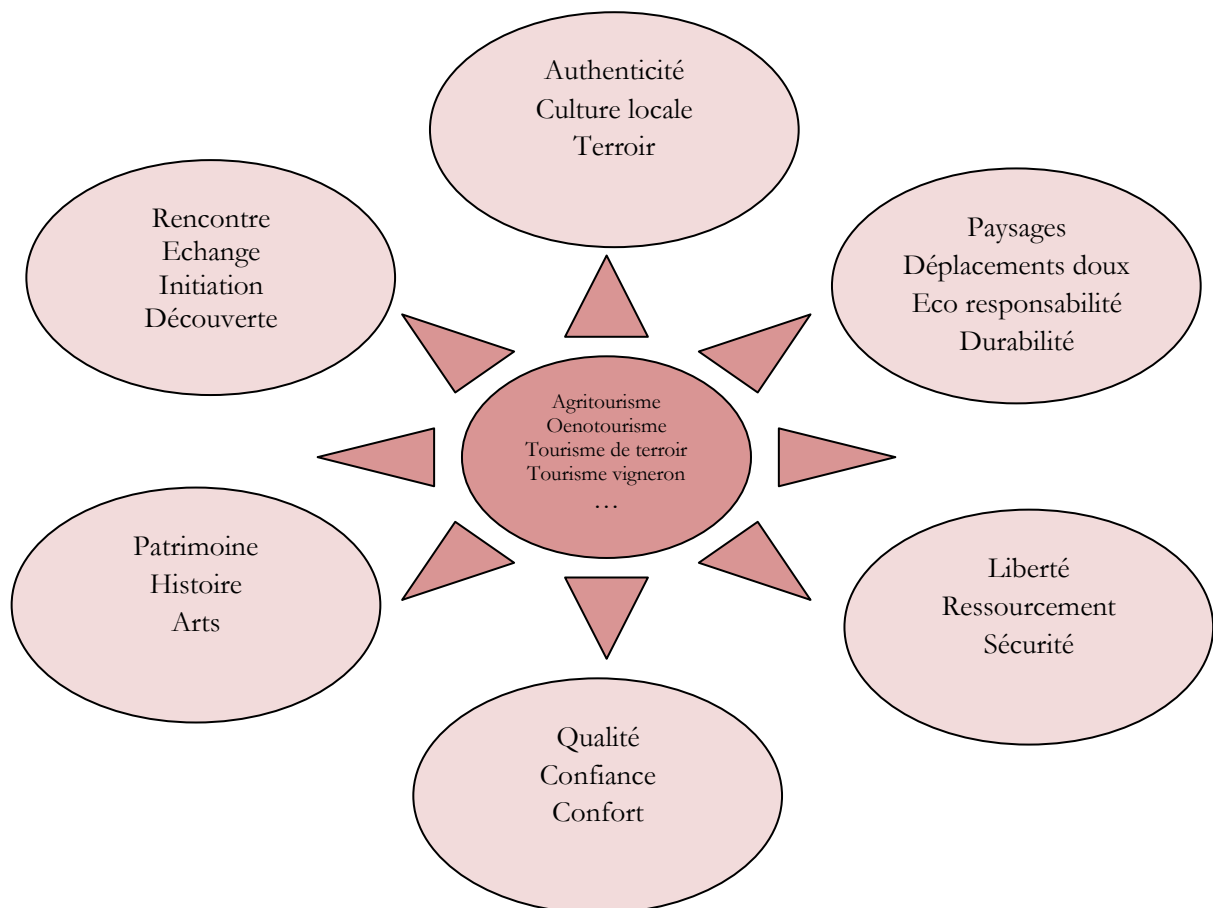 Authenticité
Culture locale
Terroir
Rencontre
Echange
Initiation
Découverte
Paysages
Déplacements doux
Eco responsabilité
Durabilité
Agritourisme
Oenotourisme
Tourisme de terroir
Tourisme vigneron
…
Patrimoine
Histoire
Arts
Liberté
Ressourcement
Sécurité
Qualité
Confiance
Confort